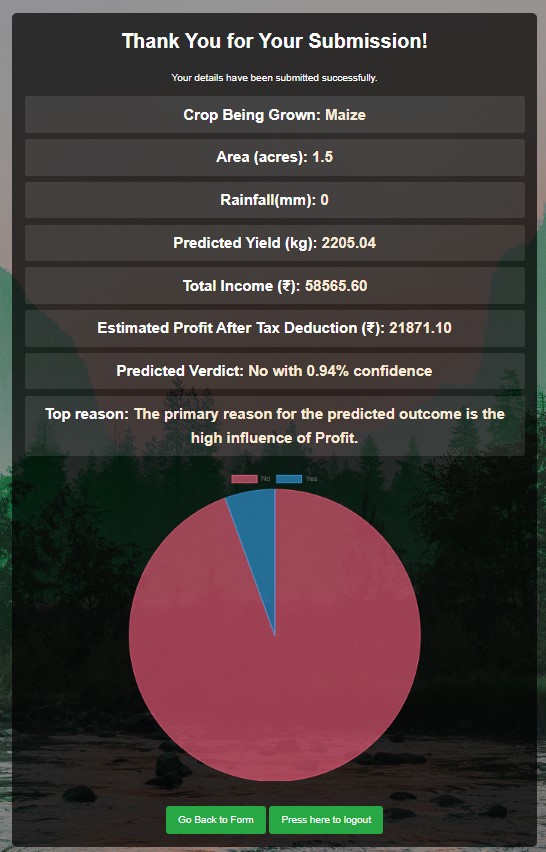 Thank You for Your Submission!
Your details have been submitted successfully.
Crop Being Grown: Maize
Area (acres): 1.5
Rainfall(mm): 0
Predicted Yield (kg): 2205.04
Total Income (₹): 58565.60
Estimated Profit After Tax Deduction (₹): 21871.10
Predicted Verdict: No with 0.94% confidence
Top reason: The primary reason for the predicted outcome is the
high influence of Profit.
No Yes
Go Back to Form Press here to logout